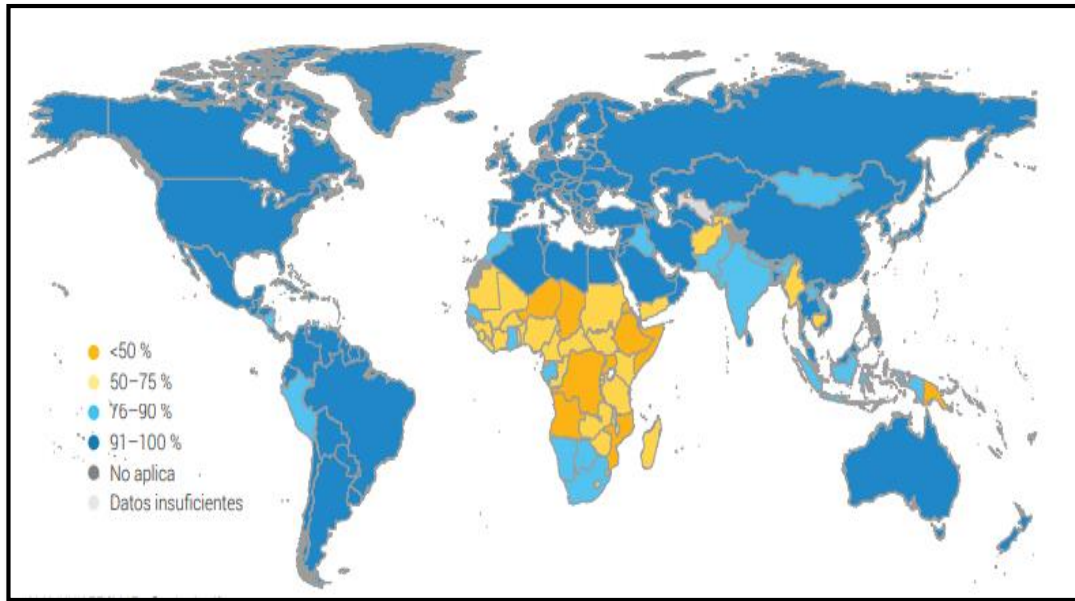 <50 %
50–75 %
76–90 %
91–100 %
No aplica
Datos insuficientes